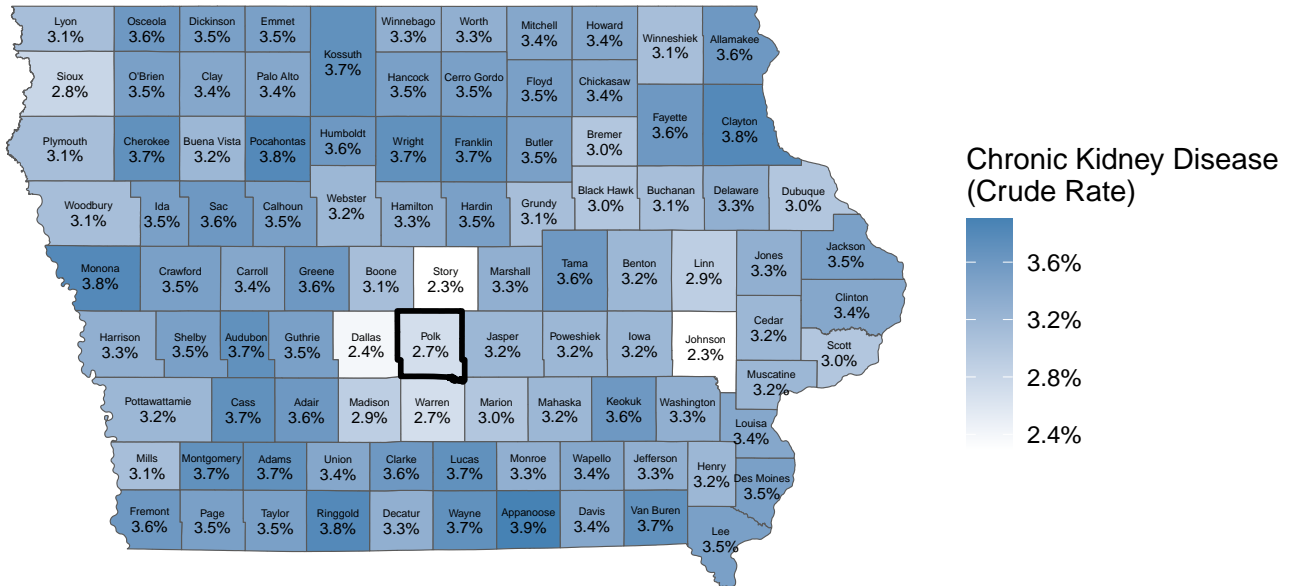 Lyon
3.1%
Osceola
3.6%
Dickinson
3.5%
Emmet
3.5%
Kossuth
3.7%
Winnebago
3.3%
Worth
3.3%
Mitchell
3.4%
Howard
3.4%
Winneshiek
3.1%
Allamakee
3.6%
Sioux
2.8%
O'Brien
3.5%
Clay
3.4%
Palo Alto
3.4%
Hancock
3.5%
Cerro Gordo
3.5%
Floyd
3.5%
Chickasaw
3.4%
Fayette
3.6%
Clayton
3.8%
Plymouth
3.1%
Cherokee
3.7%
Buena Vista
3.2%
Pocahontas
3.8%
Humboldt
3.6%
Wright
3.7%
Franklin
3.7%
Butler
3.5%
Bremer
3.0%
Woodbury
3.1%
Ida
3.5%
Sac
3.6%
Calhoun
3.5%
Webster
3.2%
Hamilton
3.3%
Hardin
3.5%
Grundy
3.1%
Black Hawk
3.0%
Buchanan
3.1%
Delaware
3.3%
Dubuque
3.0%
Monona
3.8%
Crawford
3.5%
Carroll
3.4%
Greene
3.6%
Boone
3.1%
Story
2.3%
Marshall
3.3%
Tama
3.6%
Benton
3.2%
Linn
2.9%
Jones
3.3%
Jackson
3.5%
Clinton
3.4%
Harrison
3.3%
Shelby
3.5%
Audubon
3.7%
Guthrie
3.5%
Dallas
2.4%
Polk
2.7%
Jasper
3.2%
Poweshiek
3.2%
Iowa
3.2%
Johnson
2.3%
Cedar
3.2%
Scott
3.0%
Muscatine
3.2%
Pottawattamie
3.2%
Cass
3.7%
Adair
3.6%
Madison
2.9%
Warren
2.7%
Marion
3.0%
Mahaska
3.2%
Keokuk
3.6%
Washington
3.3%
Louisa
3.4%
Mills
3.1%
Montgomery
3.7%
Adams
3.7%
Union
3.4%
Clarke
3.6%
Lucas
3.7%
Monroe
3.3%
Wapello
3.4%
Jefferson
3.3%
Henry
3.2%
Des Moines
3.5%
Fremont
3.6%
Page
3.5%
Taylor
3.5%
Ringgold
3.8%
Decatur
3.3%
Wayne
3.7%
Appanoose
3.9%
Davis
3.4%
Van Buren
3.7%
Lee
3.5%
Chronic Kidney Disease
(Crude Rate)
3.6%
3.2%
2.8%
2.4%